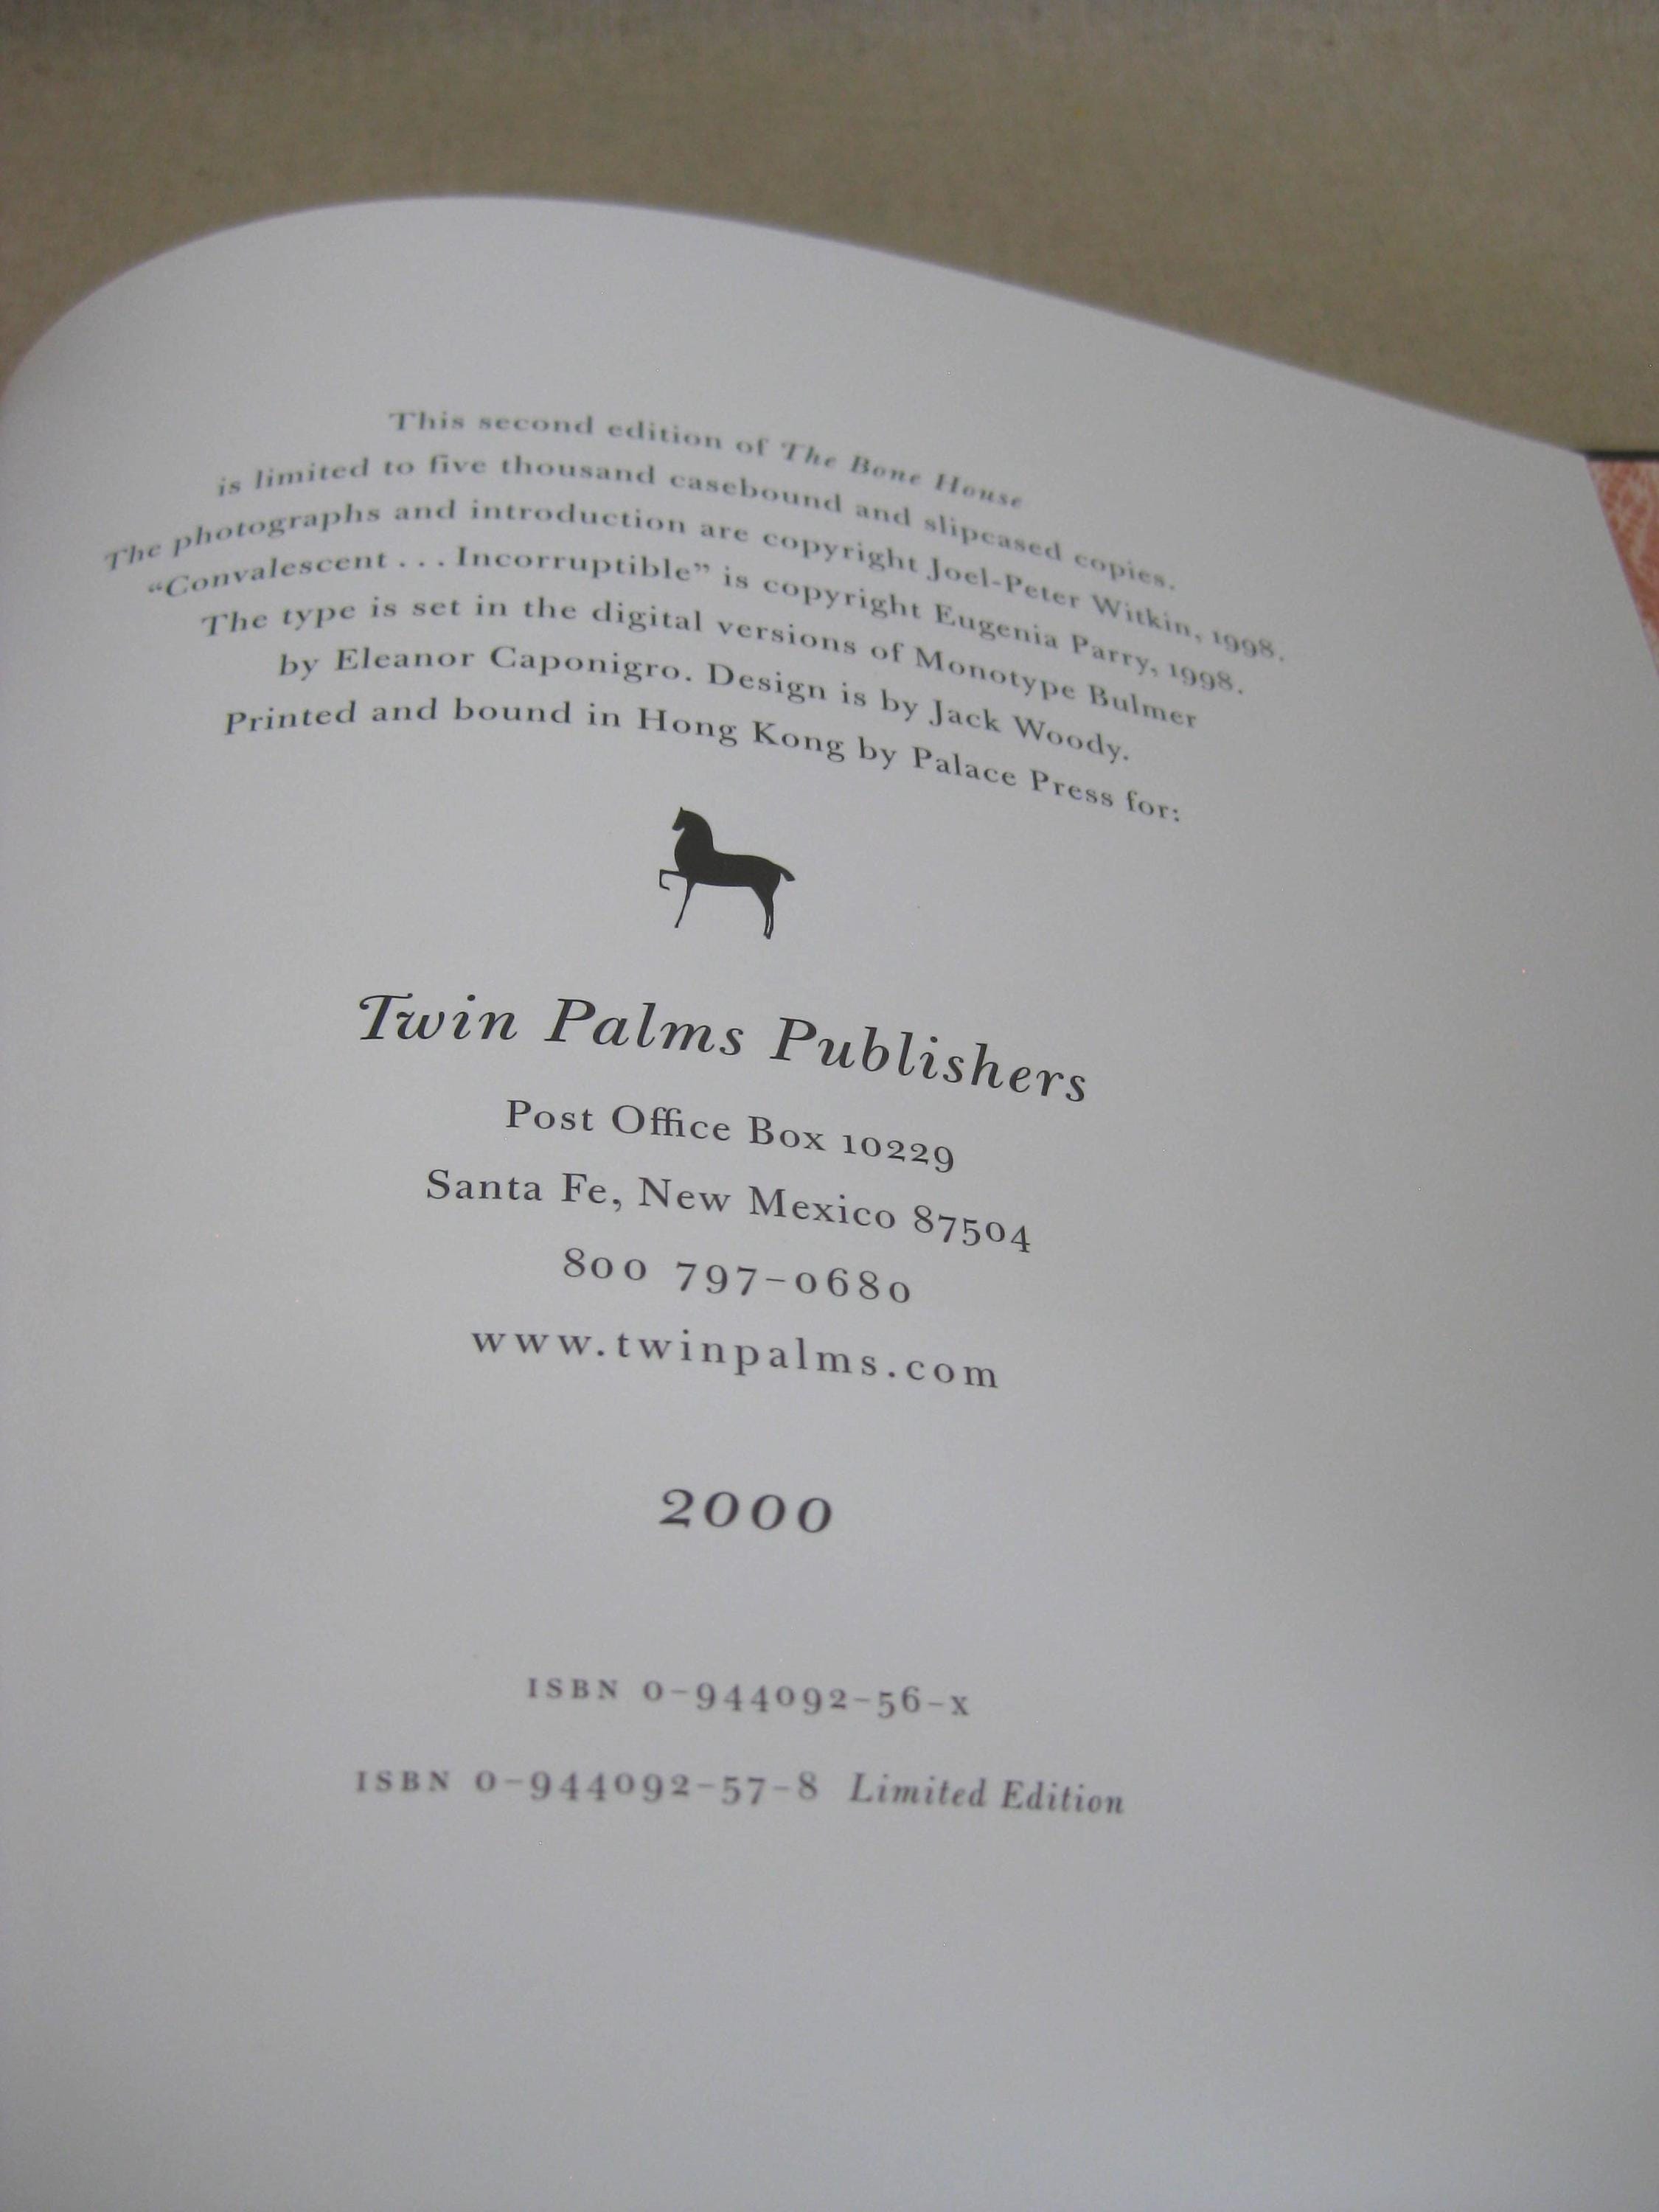 This second edition of The Bone House
is limited to five thousand casebound and slipcased copies.
The photographs and introduction are copyright Joel-Peter Witkin, 1998.
“Convalescent . . . Incorruptible” is copyright Eugenia Parry, 1998.
The type is set in the digital versions of Monotype Bulmer
by Eleanor Caponigro. Design is by Jack Woody.
Printed and bound in Hong Kong by Palace Press for:
Twin Palms Publishers
Post Office Box 10229
Santa Fe, New Mexico 87504
800 797-0680
www.twinpalms.com
2000
ISBN 0-944092-56-x
ISBN 0-944092-57-8 Limited Edition